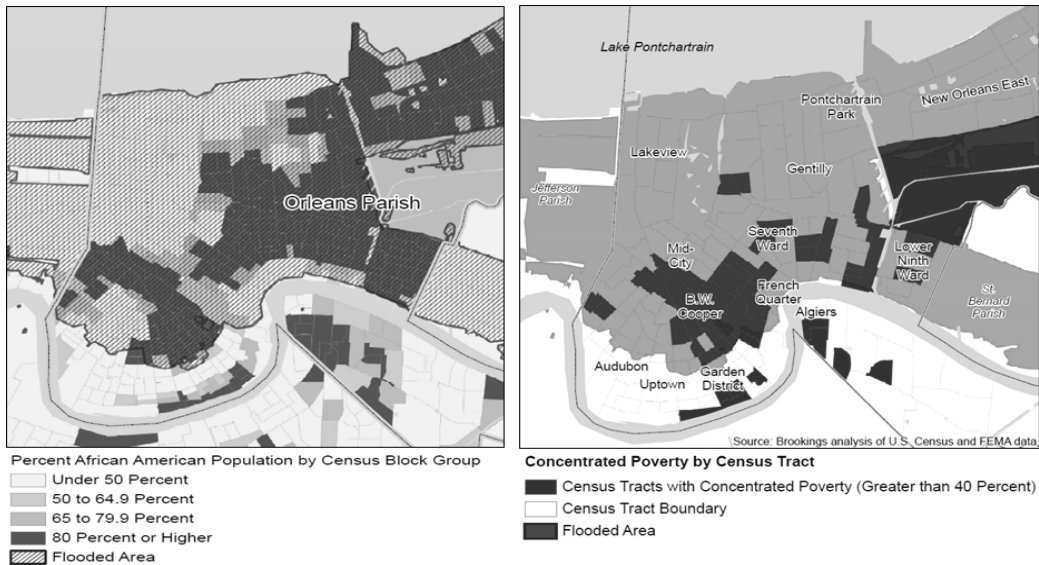 Orleans Parish
Percent African American Population by Census Block Group
Under 50 Percent
50 to 64.9 Percent
65 to 79.9 Percent
80 Percent or Higher
Flooded Area
Lake Pontchartrain
New Orleans East
Pontchartrain
Park
Lakeview
Gentilly
Jefferson
Parish
Seventh
Ward
Mid-
City
Lower
Ninth
Ward
French
Quarter
B.W.
Cooper
St.
Bernard
Parish
Algiers
Audubon
Uptown
Garden
District
Source: Brookings analysis of U.S. Census and FEMA data
Concentrated Poverty by Census Tract
Census Tracts with Concentrated Poverty (Greater than 40 Percent)
Census Tract Boundary
Flooded Area